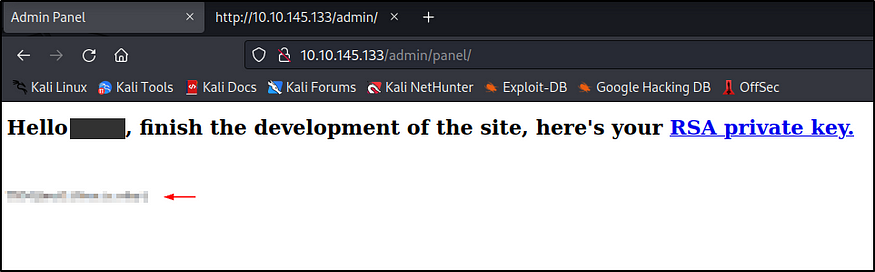 Admin Panel
http://10.10.145.133/admin/
10.10.145.133/admin/panel/
Kali Linux Kali Tools Kali Docs Kali Forums Kali NetHunter Exploit-DB Google Hacking DB OffSec
Hello , finish the development of the site, here's your RSA private key.